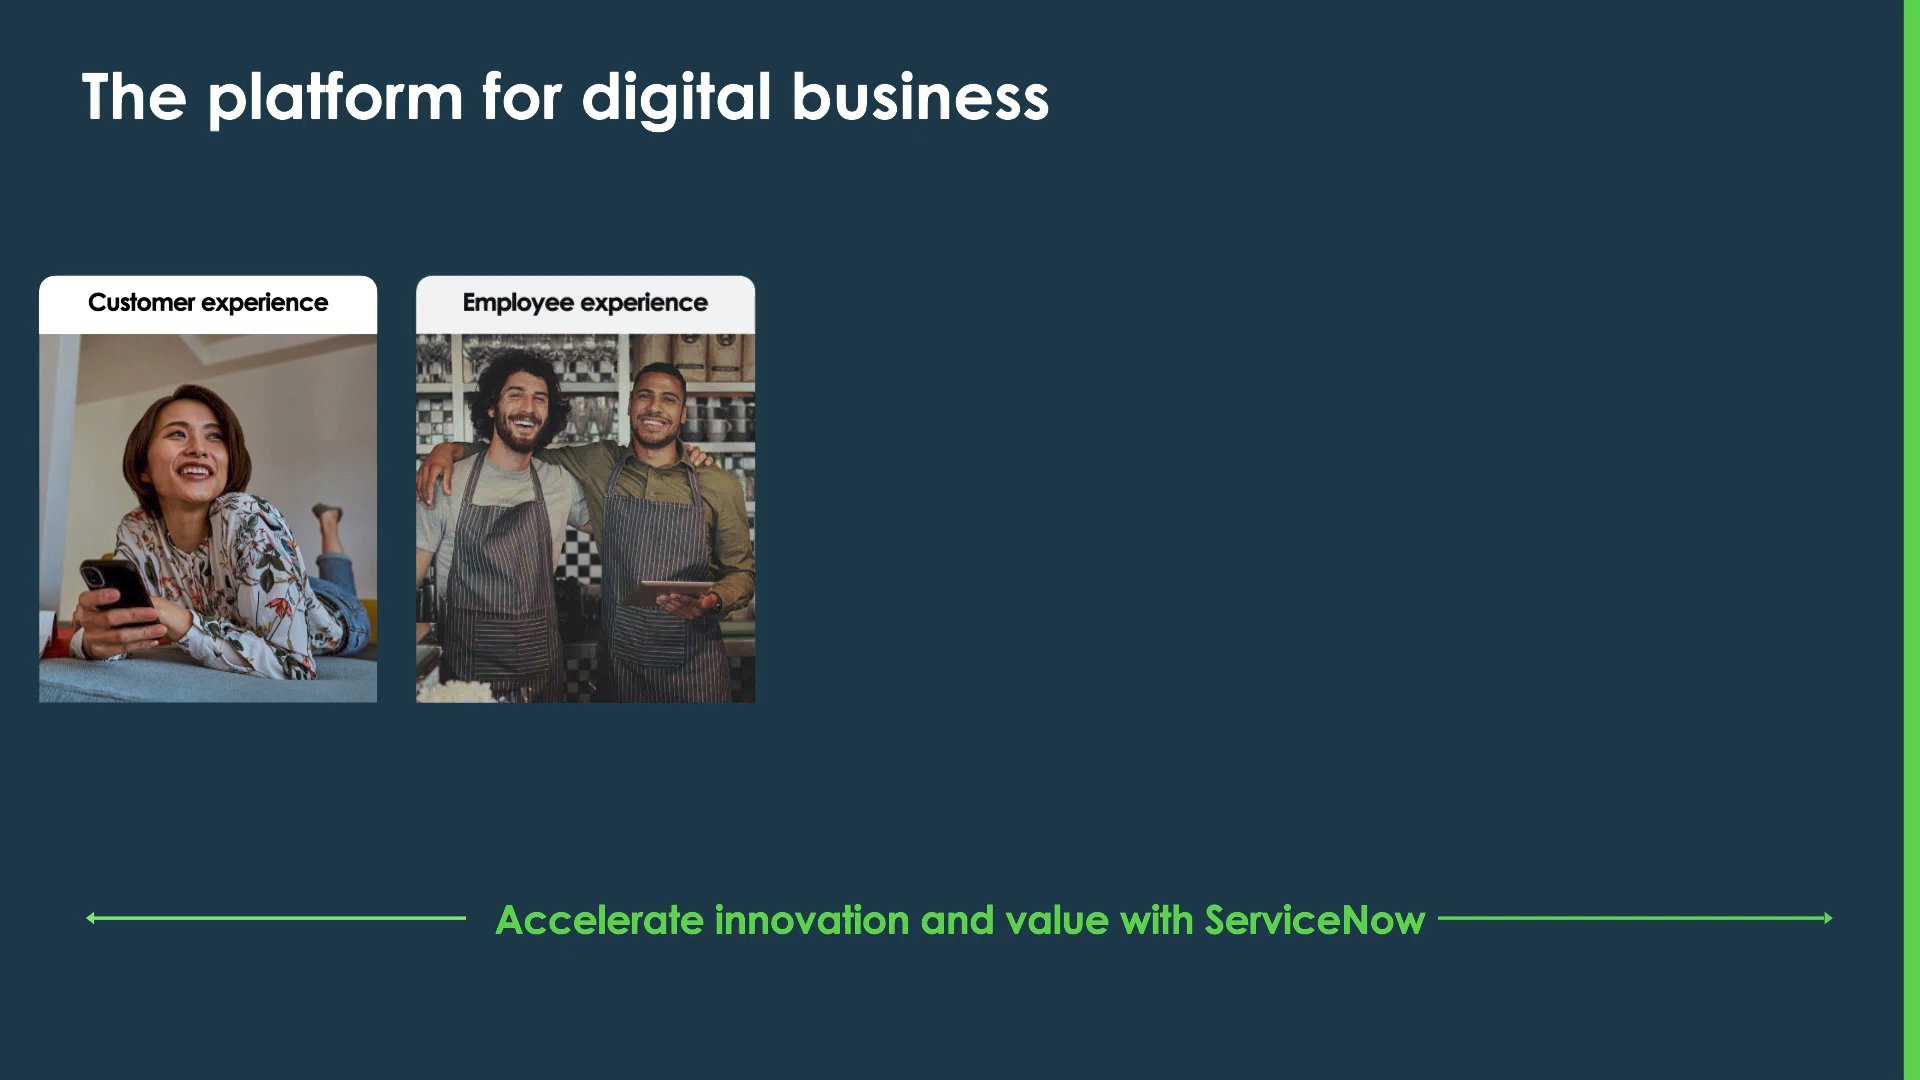 The platform for digital business
Customer experience
Employee experience
Accelerate innovation and value with ServiceNow